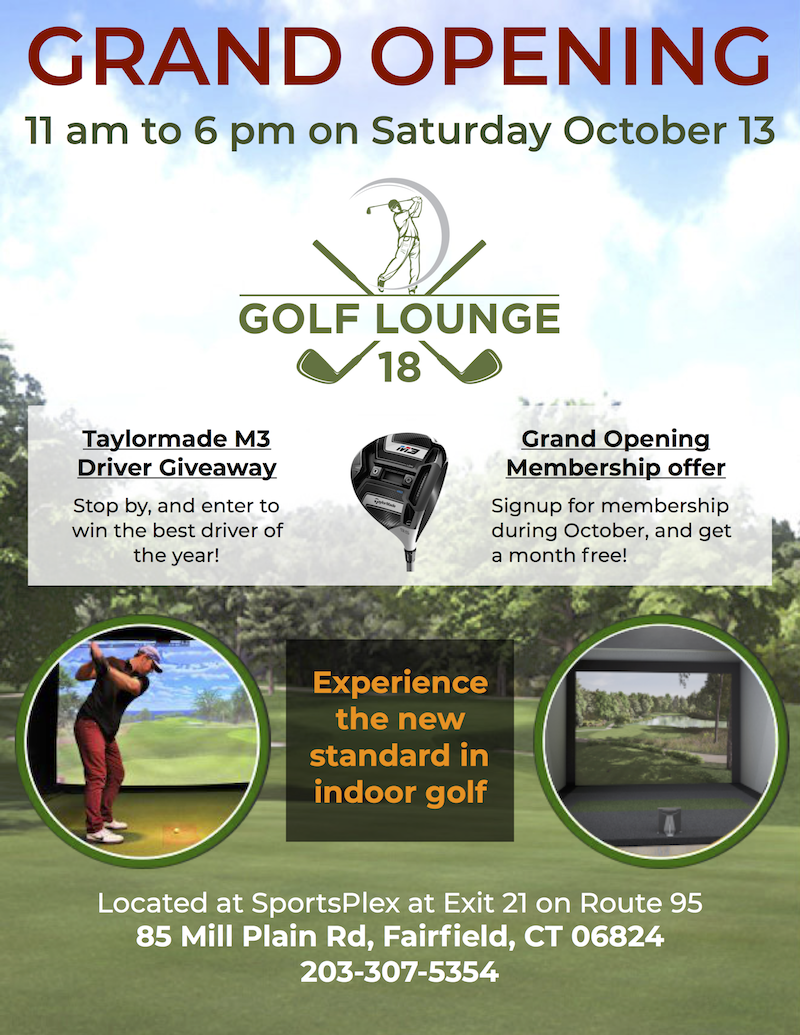 GRAND OPENING
11 am to 6 pm on Saturday October 13
GOLF LOUNGE
18
Taylormade M3
Driver Giveaway
Stop by, and enter to
win the best driver of
the year!
M3
TaylorMade
Grand Opening
Membership offer
Signup for membership
during October, and get
a month free!
Experience
the new
standard in
indoor golf
Located at SportsPlex at Exit 21 on Route 95
85 Mill Plain Rd, Fairfield, CT 06824
203-307-5354